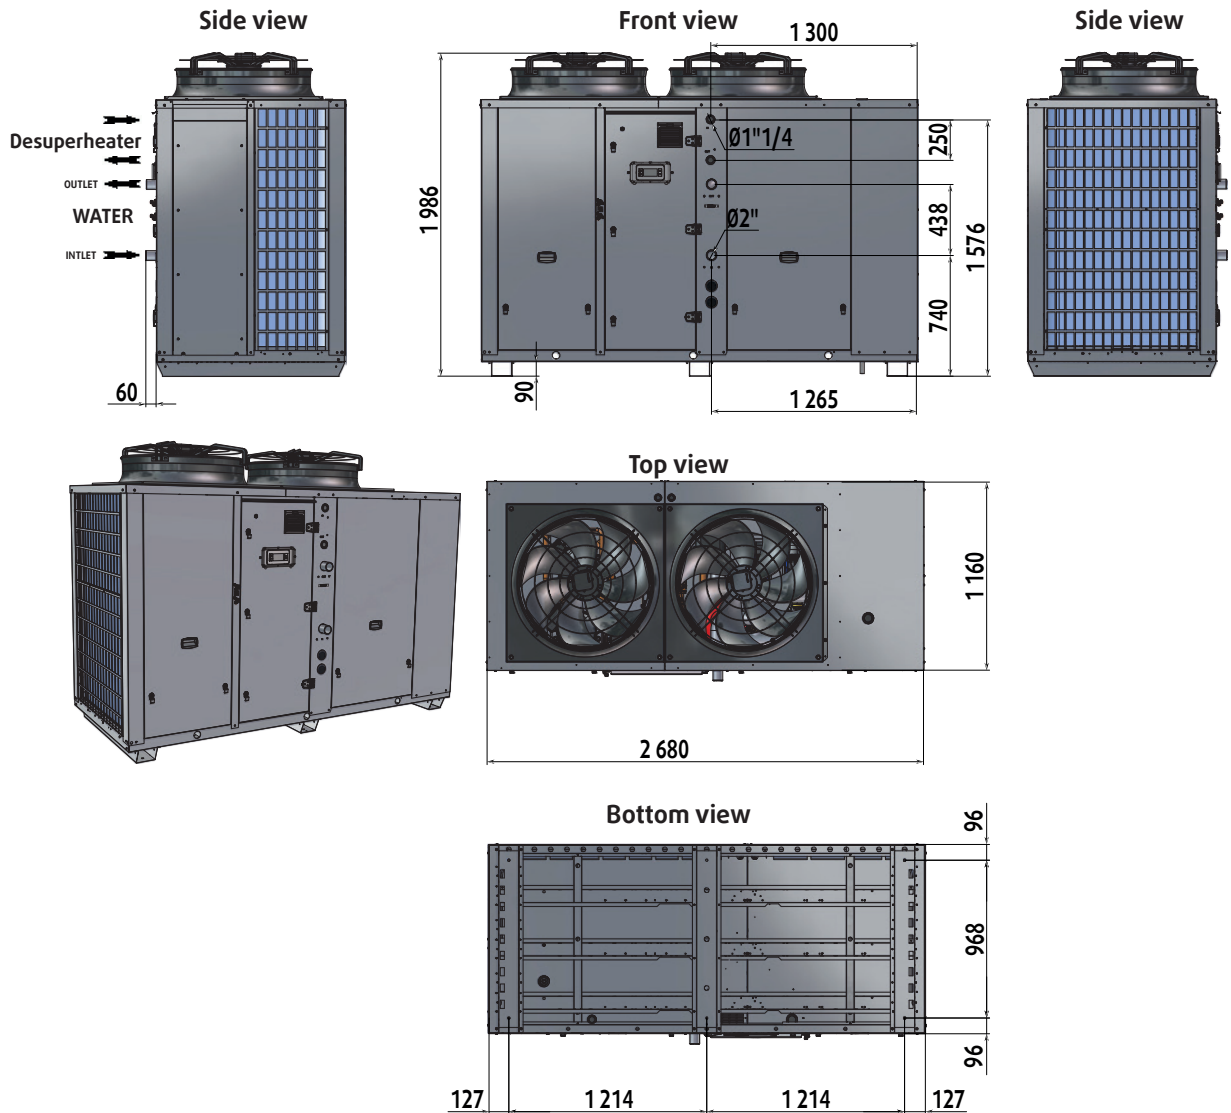 Side view
Front view
Side view
1 300
Desuperheater
OUTLET
WATER
INTLET
60
1 986
Ø1"1/4
Ø2"
250
438
740
1 576
90
1 265
Top view
1 160
2 680
Bottom view
96
968
96
127
1 214
1 214
127